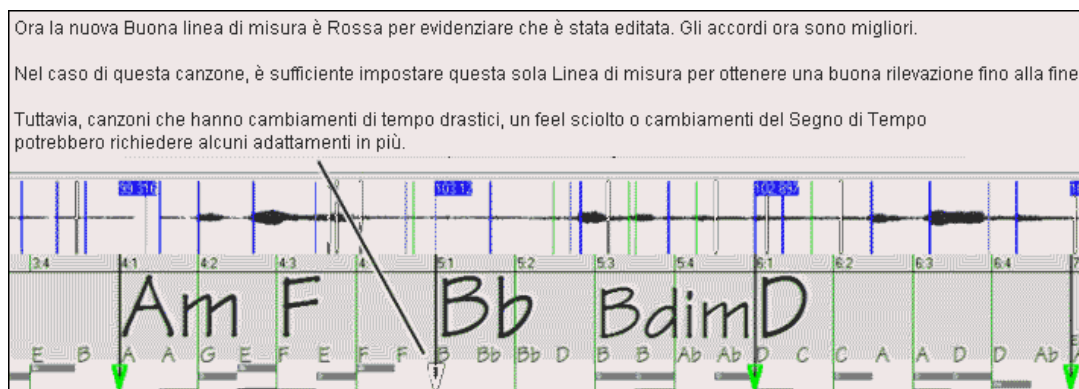 Ora la nuova Buona linea di misura è Rossa per evidenziare che è stata editata. Gli accordi ora sono migliori.
Nel caso di questa canzone, è sufficiente impostare questa sola Linea di misura per ottenere una buona rilevazione fino alla fine
Tuttavia, canzoni che hanno cambiamenti di tempo drastici, un feel sciolto o cambiamenti del Segno di Tempo
potrebbero richiedere alcuni adattamenti in più.
99.316 103.12 102.857
3:4 4:1 4:2 4:3 5:1 5:2 5:3 5:4 6:1 6:2 6:3 6:4
Am F Bb Bdim D
E B A A G E F E F F B Bb Bb D B B Ab Ab D C C A A D D Ab